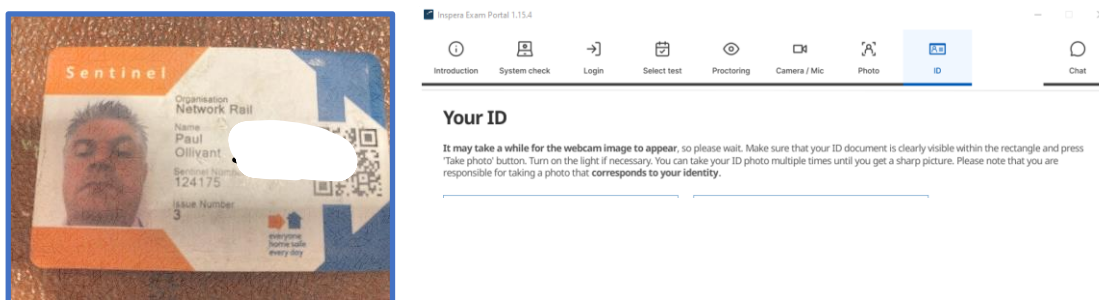 Sentinel
Organisation
Network Rail
Name
Paul
Ollivant
Sentinel Number
124175
Issue Number
3
everyone
home safe
every day
Inspera Exam Portal 1.15.4
Introduction
System check
Login
Select test
Proctoring
Camera / Mic
Photo
ID
Chat
Your ID
It may take a while for the webcam image to appear, so please wait. Make sure that your ID document is clearly visible within the rectangle and press
'Take photo' button. Turn on the light if necessary. You can take your ID photo multiple times until you get a sharp picture. Please note that you are
responsible for taking a photo that corresponds to your identity.